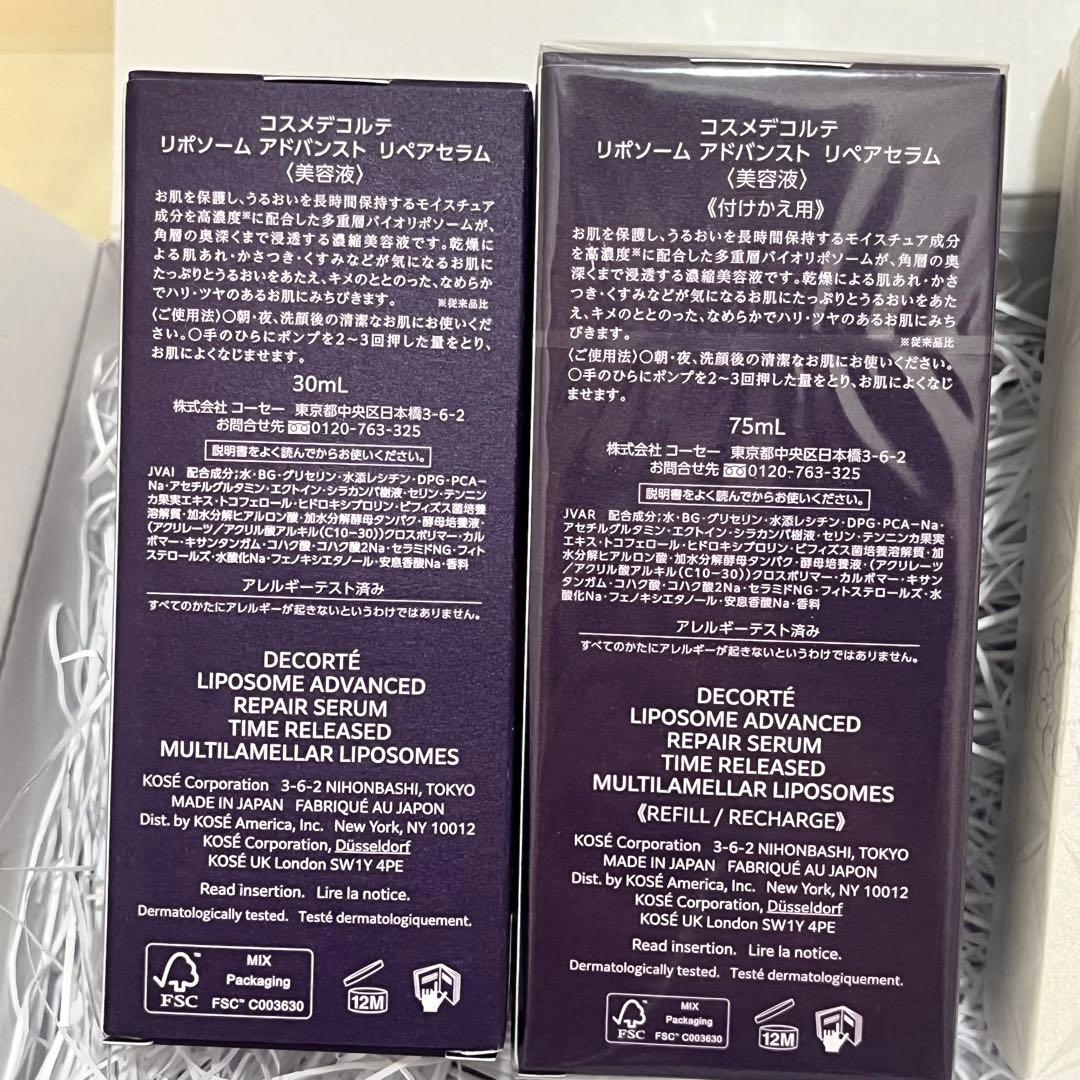 コスメデコルテ
リポソーム アドバンスト リペアセラム
〈美容液〉
お肌を保護し、うるおいを長時間保持するモイスチュア
成分を高濃度※に配合した多重層バイオリポソームが、
角層の奥深くまで浸透する濃縮美容液です。乾燥に
よる肌あれ・かさつき・くすみなどが気になるお肌に
たっぷりとうるおいをあたえ、キメのととのった、なめらか
でハリ・ツヤのあるお肌にみちびきます。 ※従来品比
〈ご使用法〉〇朝・夜、洗顔後の清潔なお肌にお使いくだ
さい。〇手のひらにポンプを2〜3回押した量をとり、
お肌によくなじませます。
30mL
株式会社 コーセー 東京都中央区日本橋3-6-2
お問合せ先 0120-763-325
説明書をよく読んでからお使いください。
JVAI 配合成分;水・BG・グリセリン・水添レシチン・DPG・PCA−
Na・アセチルグルタミン・エクトイン・シラカンバ樹液・セリン・テンニン
カ果実エキス・トコフェロール・ヒドロキシプロリン・ビフィズス菌培養
溶解質・加水分解ヒアルロン酸・加水分解酵母タンパク・酵母培養液・
(アクリレーツ/アクリル酸アルキル(C10−30))クロスポリマー・カル
ボマー・キサンタンガム・コハク酸・コハク酸2Na・セラミドNG・フィト
ステロールズ・水酸化Na・フェノキシエタノール・安息香酸Na・香料
アレルギーテスト済み
すべてのかたにアレルギーが起きないというわけではありません。
DECORTÉ
LIPOSOME ADVANCED
REPAIR SERUM
TIME RELEASED
MULTILAMELLAR LIPOSOMES
KOSÉ Corporation 3-6-2 NIHONBASHI, TOKYO
MADE IN JAPAN FABRIQUÉ AU JAPON
Dist. by KOSÉ America, Inc. New York, NY 10012
KOSÉ Corporation, Düsseldorf
KOSÉ UK London SW1Y 4PE
Read insertion. Lire la notice.
Dermatologically tested. Testé dermatologiquement.
FSC
MIX
Packaging
FSC™ C003630
12M
コスメデコルテ
リポソーム アドバンスト リペアセラム
〈美容液〉
《付けかえ用》
お肌を保護し、うるおいを長時間保持するモイスチュア成分
を高濃度※に配合した多重層バイオリポソームが、角層の奥
深くまで浸透する濃縮美容液です。乾燥による肌あれ・かさ
つき・くすみなどが気になるお肌にたっぷりとうるおいをあた
え、キメのととのった、なめらかでハリ・ツヤのあるお肌にみち
びきます。 ※従来品比
〈ご使用法〉〇朝・夜、洗顔後の清潔なお肌にお使いください。
〇手のひらにポンプを2〜3回押した量をとり、お肌によくなじ
ませます。
75mL
株式会社 コーセー 東京都中央区日本橋3-6-2
お問合せ先 0120-763-325
説明書をよく読んでからお使いください。
JVAR 配合成分;水・BG・グリセリン・水添レシチン・DPG・PCA−Na・
アセチルグルタミン・エクトイン・シラカンバ樹液・セリン・テンニンカ果実
エキス・トコフェロール・ヒドロキシプロリン・ビフィズス菌培養溶解質・加
水分解ヒアルロン酸・加水分解酵母タンパク・酵母培養液・(アクリレーツ
/アクリル酸アルキル(C10−30))クロスポリマー・カルボマー・キサン
タンガム・コハク酸・コハク酸2Na・セラミドNG・フィトステロールズ・水
酸化Na・フェノキシエタノール・安息香酸Na・香料
アレルギーテスト済み
すべてのかたにアレルギーが起きないというわけではありません。
DECORTÉ
LIPOSOME ADVANCED
REPAIR SERUM
TIME RELEASED
MULTILAMELLAR LIPOSOMES
《REFILL / RECHARGE》
KOSÉ Corporation 3-6-2 NIHONBASHI, TOKYO
MADE IN JAPAN FABRIQUÉ AU JAPON
Dist. by KOSÉ America, Inc. New York, NY 10012
KOSÉ Corporation, Düsseldorf
KOSÉ UK London SW1Y 4PE
Read insertion. Lire la notice.
Dermatologically tested. Testé dermatologiquement.
FSC
MIX
Packaging
FSC™ C003630
12M